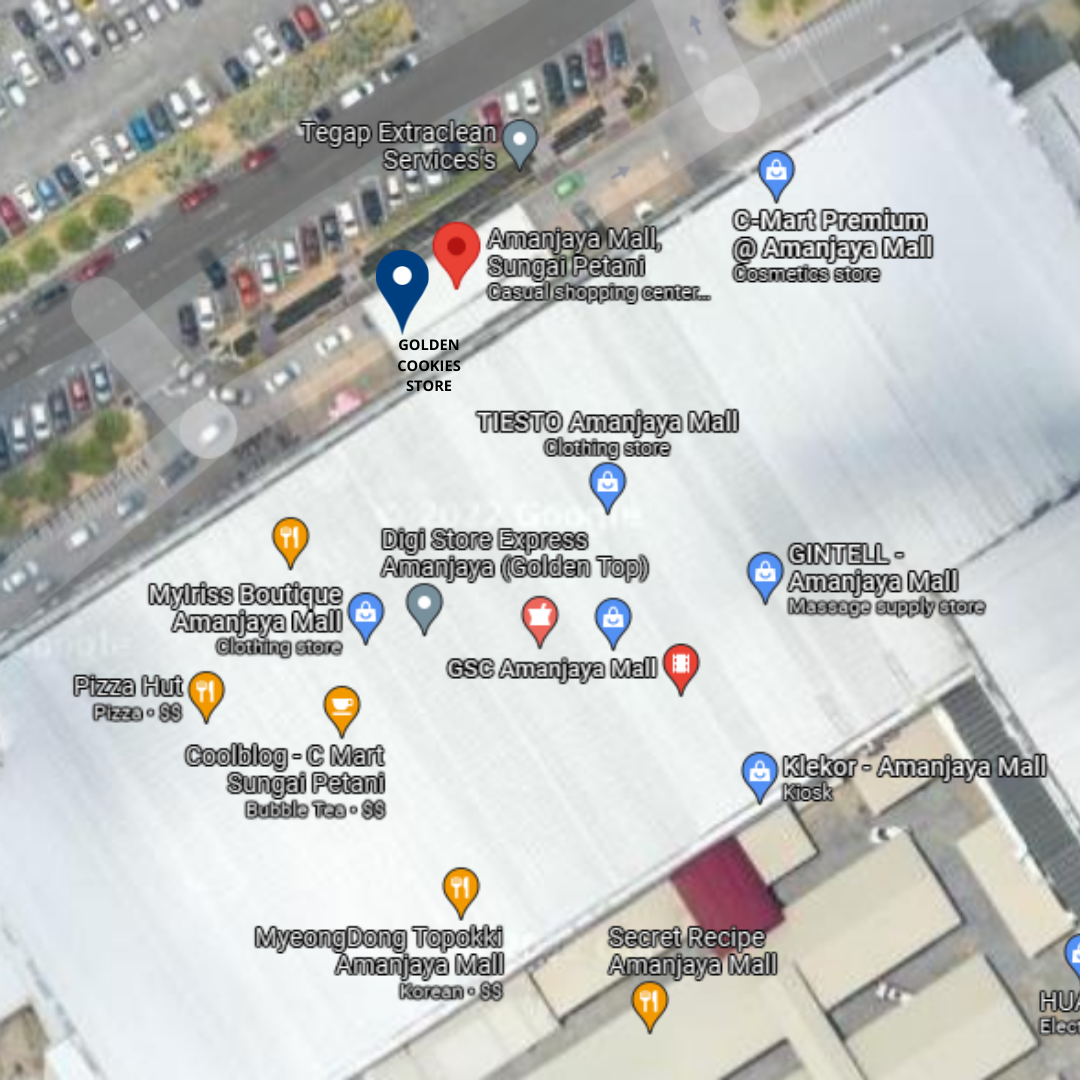 Tegap Extraclean
Services's
C-Mart Premium
@ Amanjaya Mall
Cosmetics store
Amanjaya Mall,
Sungai Petani
Casual shopping center...
GOLDEN
COOKIES
STORE
TIESTO Amanjaya Mall
Clothing store
© 2022 Google
Digi Store Express
Amanjaya (Golden Top)
GINTELL -
Amanjaya Mall
Massage supply store
MyIriss Boutique
Amanjaya Mall
Clothing store
GSC Amanjaya Mall
Pizza Hut
Pizza • $$
Coolblog - C Mart
Sungai Petani
Bubble Tea • $$
Klekor - Amanjaya Mall
Kiosk
MyeongDong Topokki
Amanjaya Mall
Korean • $$
Secret Recipe
Amanjaya Mall
HUA
Elect